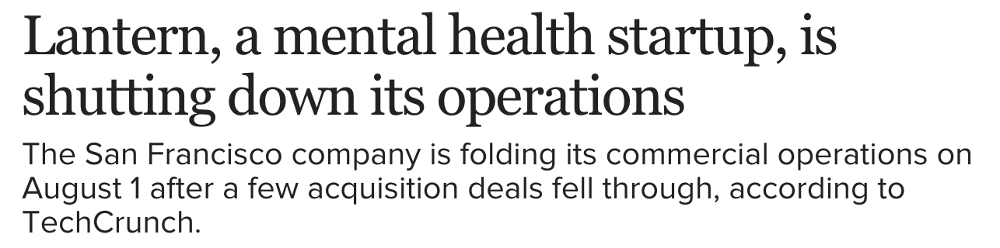 Lantern, a mental health startup, is
shutting down its operations
The San Francisco company is folding its commercial operations on
August 1 after a few acquisition deals fell through, according to
TechCrunch.